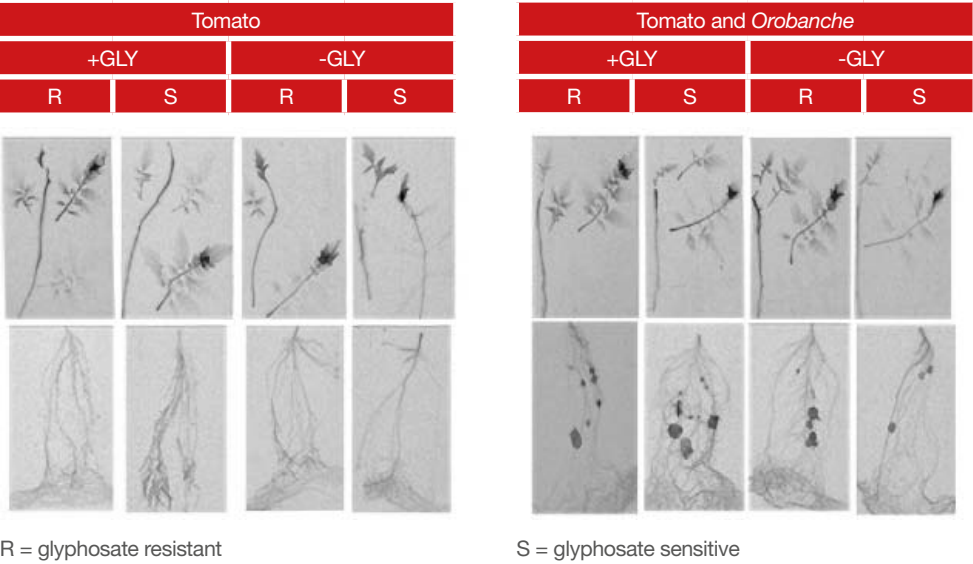 Tomato
+GLY -GLY
R S R S
Tomato and Orobanche
+GLY -GLY
R S R S
R = glyphosate resistant
S = glyphosate sensitive